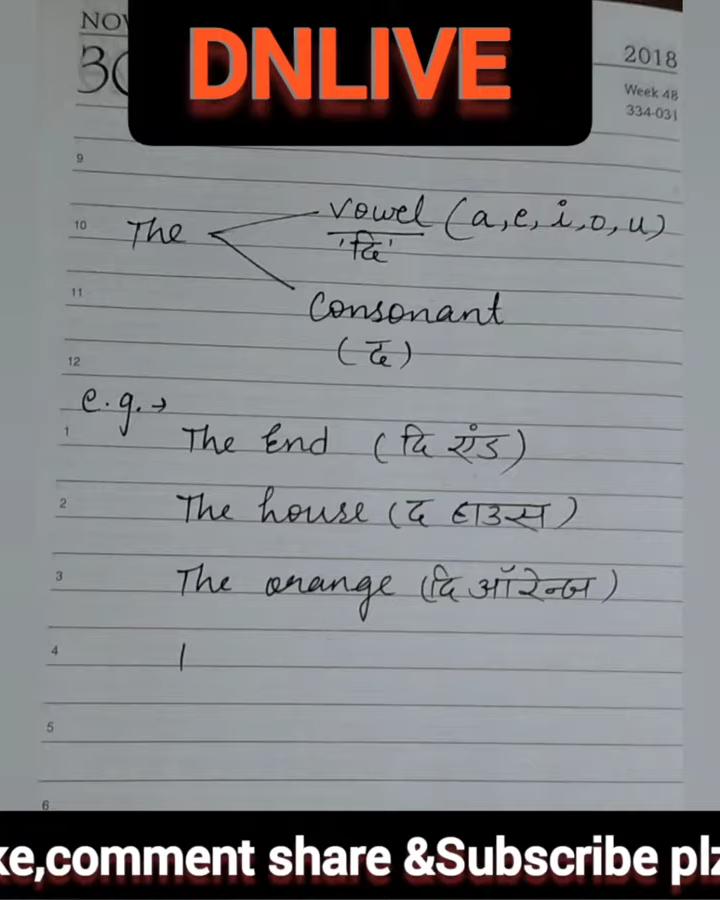 DNLIVE
NOV
30
2018
Week 48
334-031
9
10 The vowel (a, e, i, o, u)
'दि'
11 Consonant
12 (द)
e.g. →
1 The End (दि एंड)
2 The house (द हाउस)
3 The orange (दि ऑरेन्ज)
4
5
6
ke,comment share &Subscribe plz